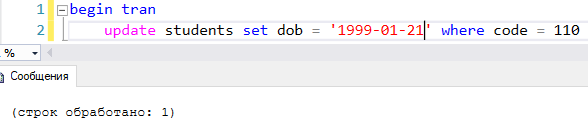 1 begin tran
2 update students set dob = '1999-01-21' where code = 110
%
Сообщения
(строк обработано: 1)